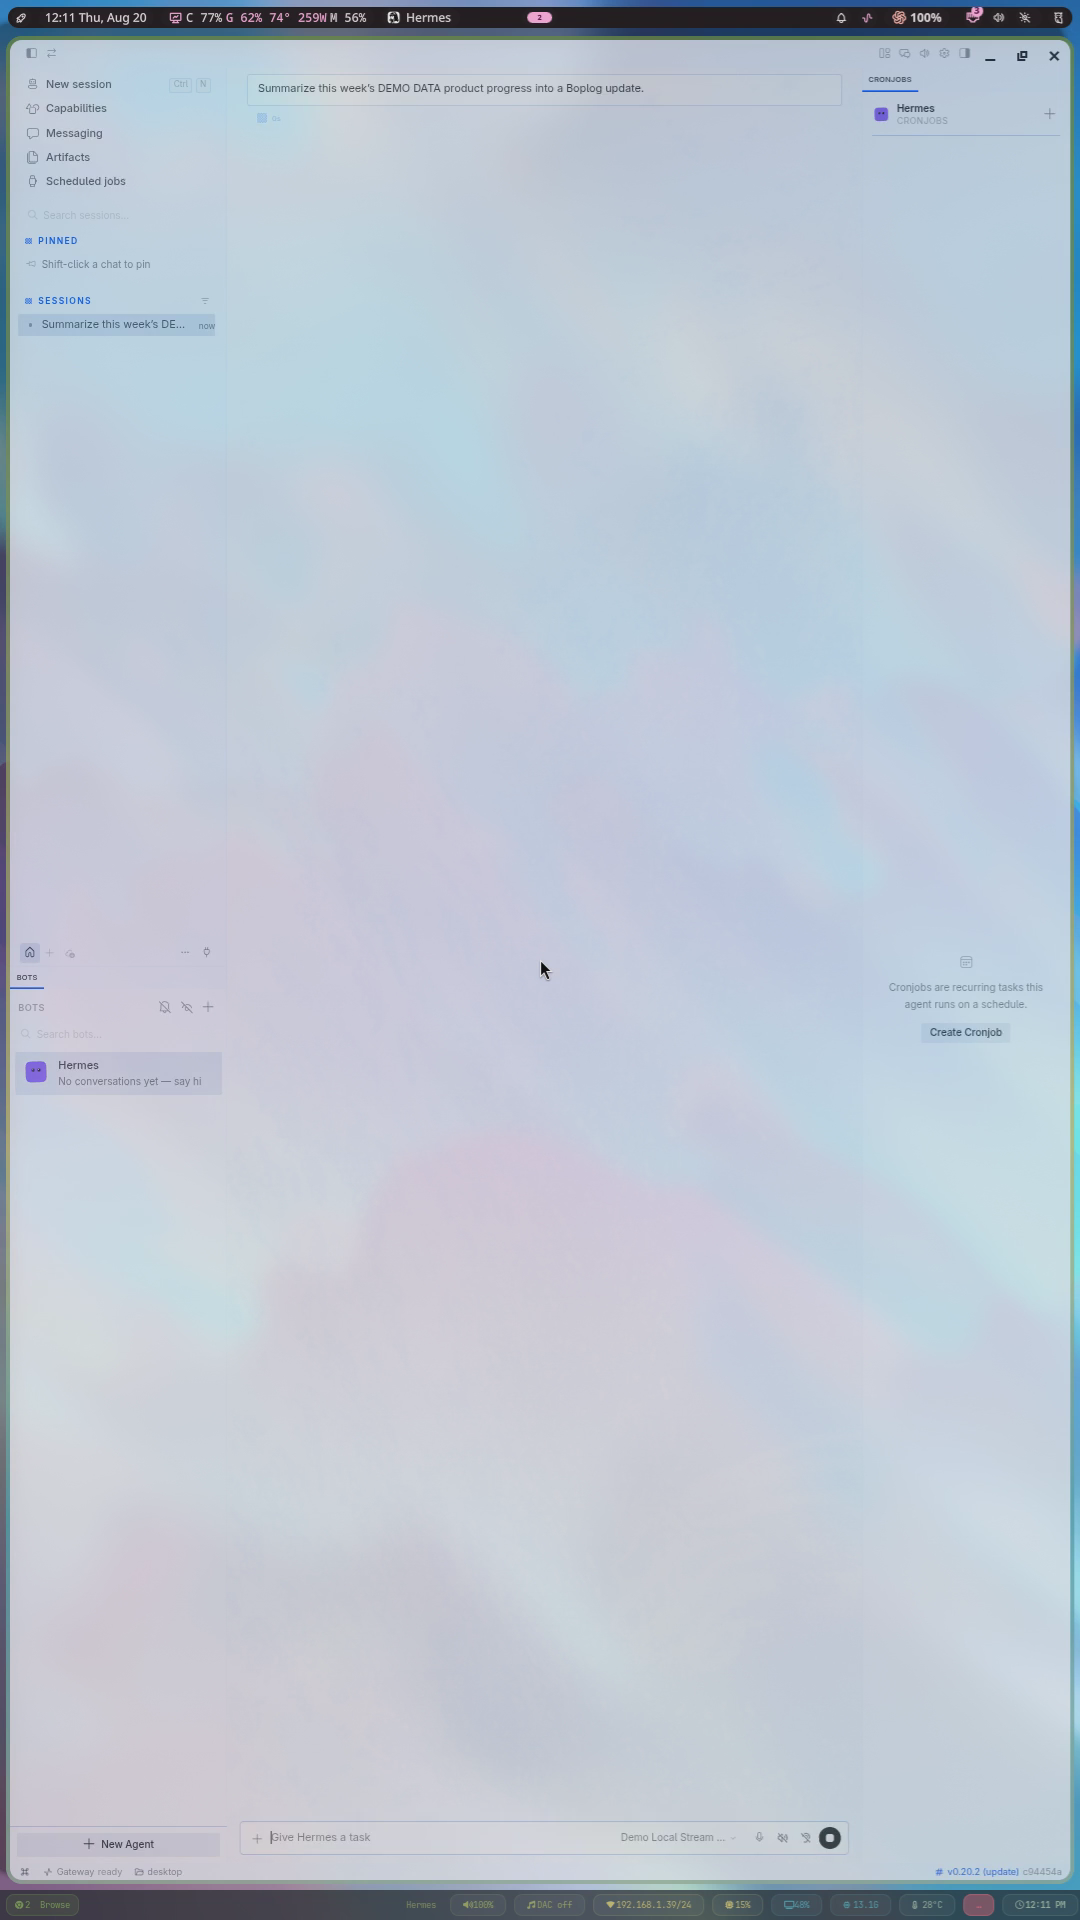 12:11 Thu, Aug 20
C 77% G 62% 74° 259W M 56%
Hermes
2
100%
3
New session
Ctrl N
Capabilities
Messaging
Artifacts
Scheduled jobs
Search sessions...
PINNED
Shift-click a chat to pin
SESSIONS
Summarize this week's DE... now
Summarize this week's DEMO DATA product progress into a Boplog update.
CRONJOBS
Hermes
CRONJOBS
Cronjobs are recurring tasks this
agent runs on a schedule.
Create Cronjob
BOTS
BOTS
Search bots...
Hermes
No conversations yet — say hi
New Agent
Give Hermes a task
Demo Local Stream ...
Gateway ready
desktop
v0.20.2 (update) c94454a
2 Browse
Hermes
100%
DAC off
192.168.1.39/24
15%
48%
13.1G
28°C
12:11 PM